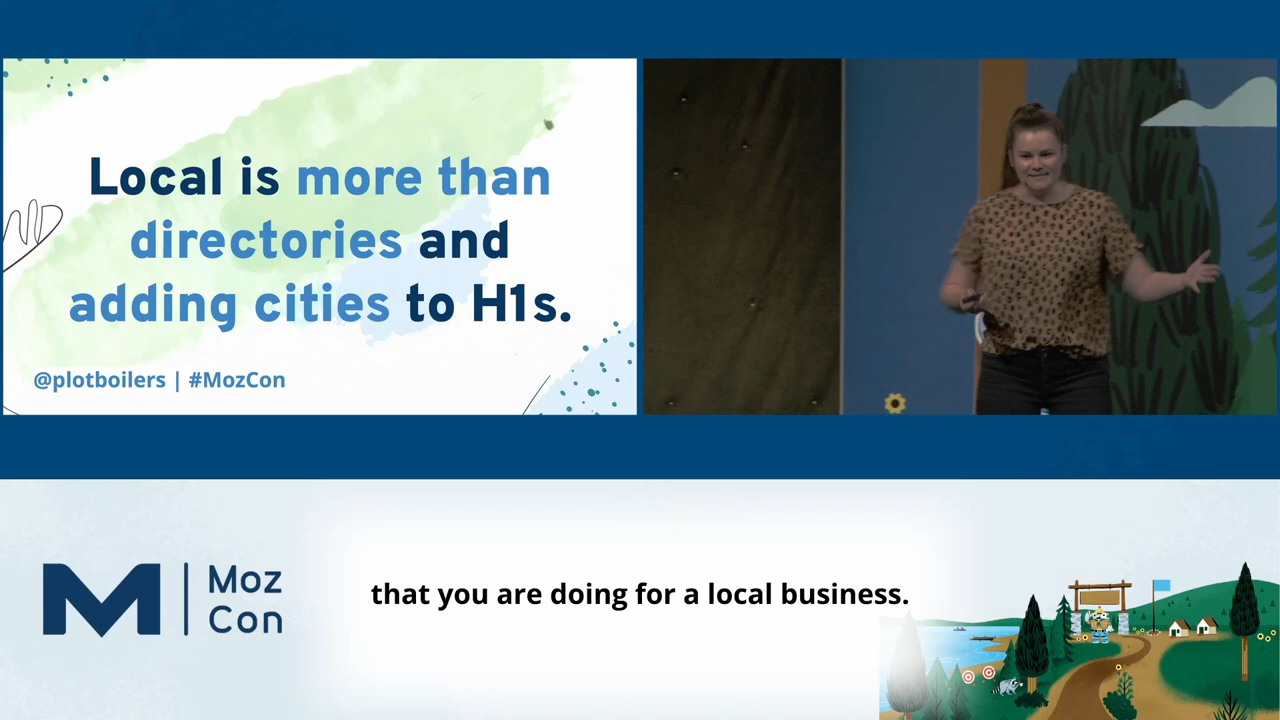 Local is more than
directories and
adding cities to H1s.
@plotboilers | #MozCon
M | Moz
Con
that you are doing for a local business.